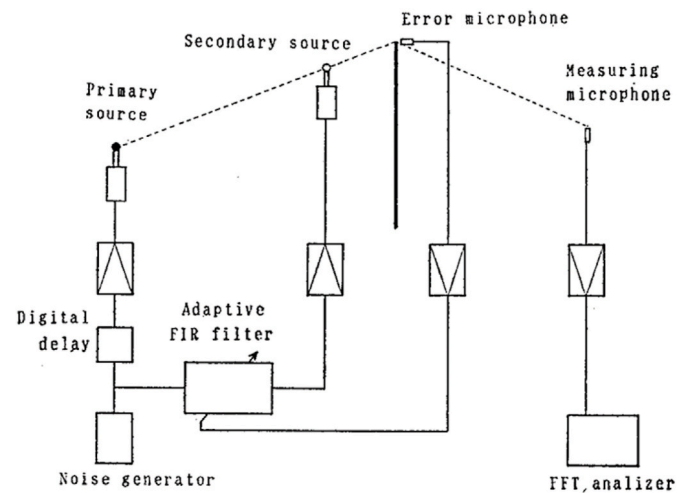 Error microphone
Secondary source
Measuring
microphone
Primary
source
Digital
delay
Adaptive
FIR filter
Noise generator
FFT, analizer